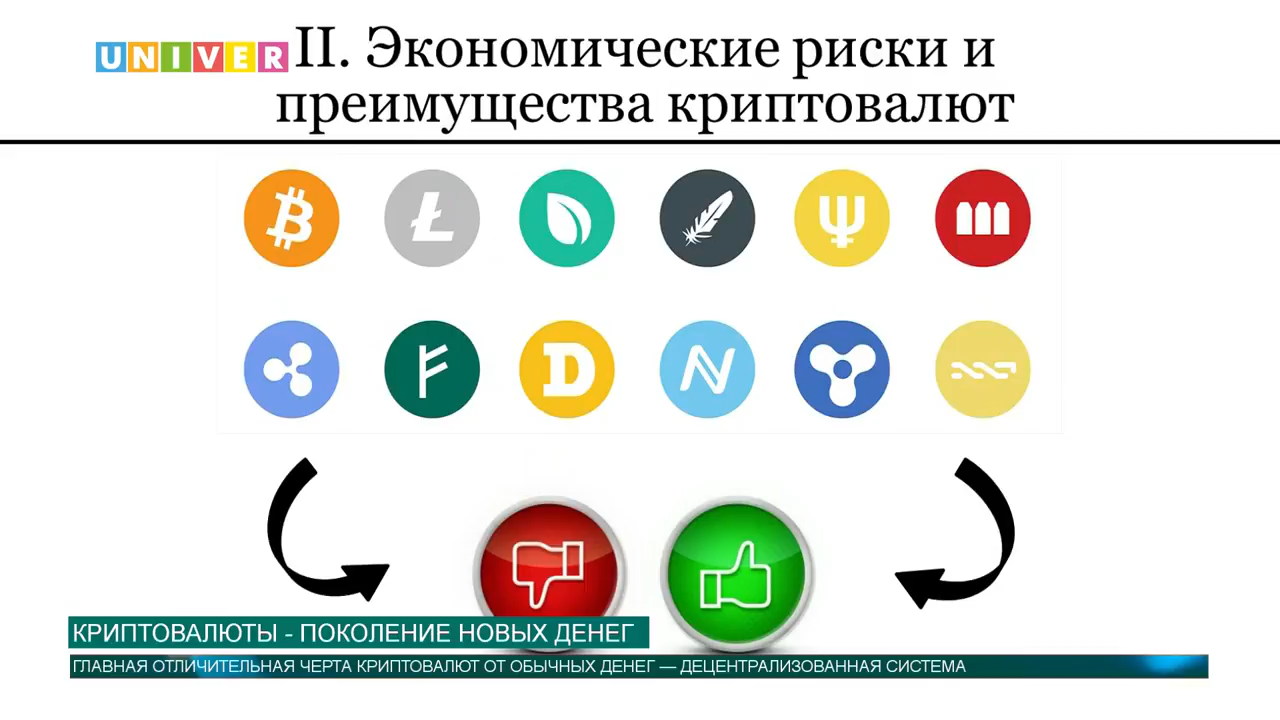 UNIVER
II. Экономические риски и
преимущества криптовалют
КРИПТОВАЛЮТЫ - ПОКОЛЕНИЕ НОВЫХ ДЕНЕГ
ГЛАВНАЯ ОТЛИЧИТЕЛЬНАЯ ЧЕРТА КРИПТОВАЛЮТ ОТ ОБЫЧНЫХ ДЕНЕГ — ДЕЦЕНТРАЛИЗОВАННАЯ СИСТЕМА